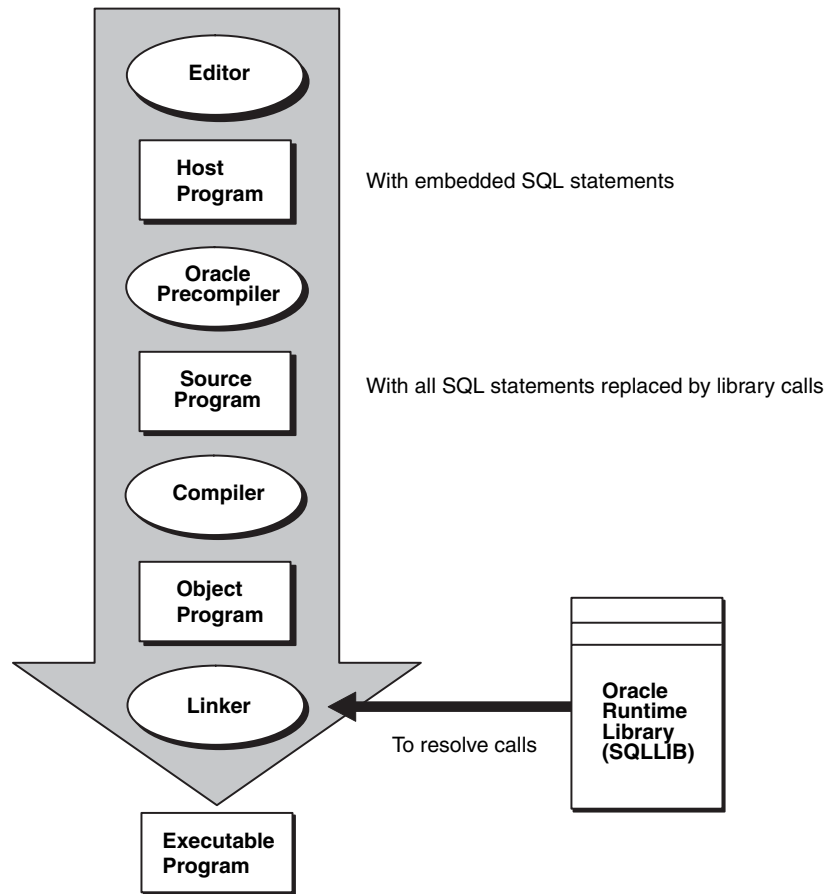 Editor
Host
Program
With embedded SQL statements
Oracle
Precompiler
Source
Program
With all SQL statements replaced by library calls
Compiler
Object
Program
Linker
To resolve calls
Oracle
Runtime
Library
(SQLLIB)
Executable
Program